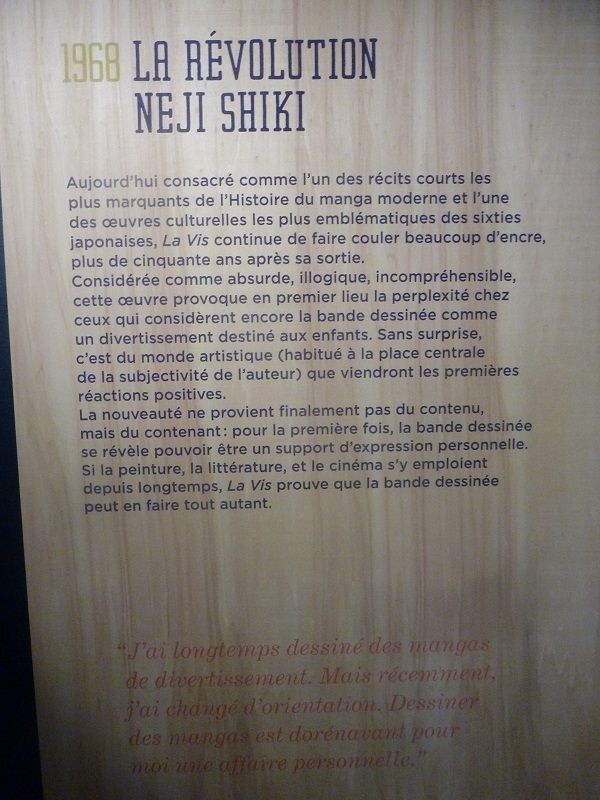 1968 LA RÉVOLUTION
NEJI SHIKI
Aujourd'hui consacré comme l'un des récits courts les
plus marquants de l'Histoire du manga moderne et l'une
des œuvres culturelles les plus emblématiques des sixties
japonaises, La Vis continue de faire couler beaucoup d'encre,
plus de cinquante ans après sa sortie.
Considérée comme absurde, illogique, incompréhensible,
cette œuvre provoque en premier lieu la perplexité chez
ceux qui considèrent encore la bande dessinée comme
un divertissement destiné aux enfants. Sans surprise,
c'est du monde artistique (habitué à la place centrale
de la subjectivité de l'auteur) que viendront les premières
réactions positives.
La nouveauté ne provient finalement pas du contenu,
mais du contenant : pour la première fois, la bande dessinée
se révèle pouvoir être un support d'expression personnelle.
Si la peinture, la littérature, et le cinéma s'y emploient
depuis longtemps, La Vis prouve que la bande dessinée
peut en faire tout autant.
“J'ai longtemps dessiné des mangas
de divertissement. Mais récemment,
j'ai changé d'orientation. Dessiner
des mangas est dorénavant pour
moi une affaire personnelle.”